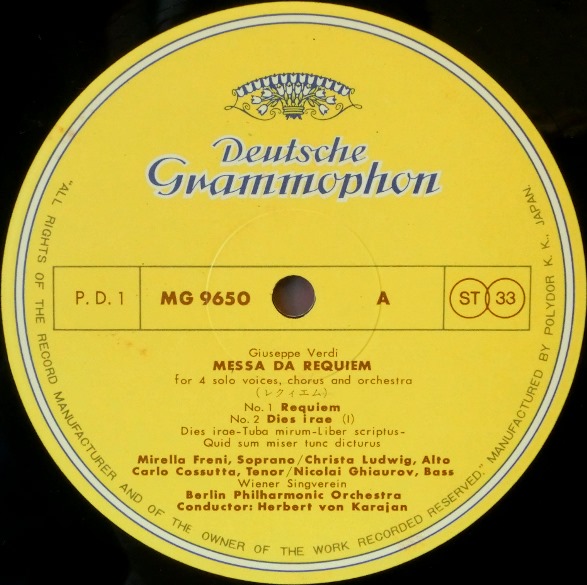 Deutsche
Grammophon
P. D. 1 MG 9650 A ST 33
Giuseppe Verdi
MESSA DA REQUIEM
for 4 solo voices, chorus and orchestra
(レクィエム)
No. 1 Requiem
No. 2 Dies irae (I)
Dies irae-Tuba mirum-Liber scriptus-
Quid sum miser tunc dicturus
Mirella Freni, Soprano/Christa Ludwig, Alto
Carlo Cossutta, Tenor/Nicolai Ghiaurov, Bass
Wiener Singverein
Berlin Philharmonic Orchestra
Conductor: Herbert von Karajan
"ALL RIGHTS OF THE RECORD MANUFACTURER AND OF THE OWNER OF THE WORK RECORDED RESERVED." MANUFACTURED BY POLYDOR K. K., JAPAN.